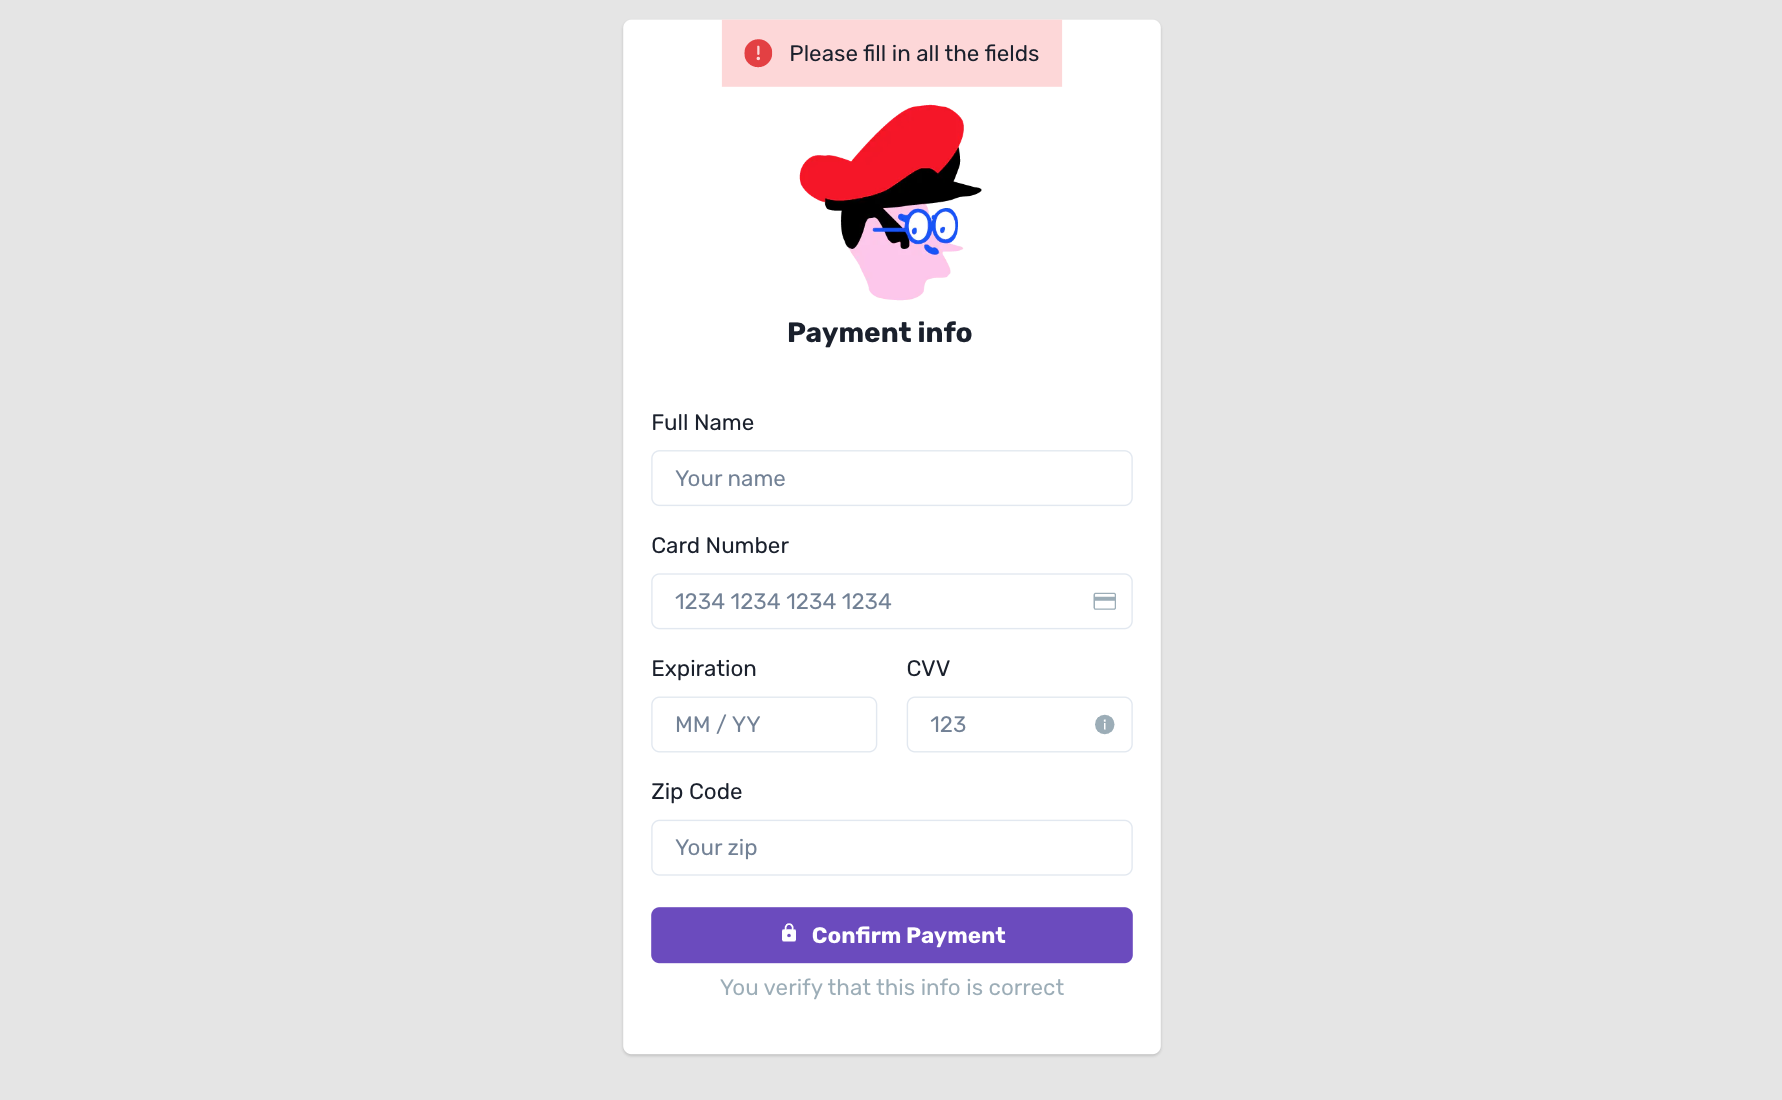 Please fill in all the fields
Payment info
Full Name
Your name
Card Number
1234 1234 1234 1234
Expiration
CVV
MM / YY
123
Zip Code
Your zip
Confirm Payment
You verify that this info is correct